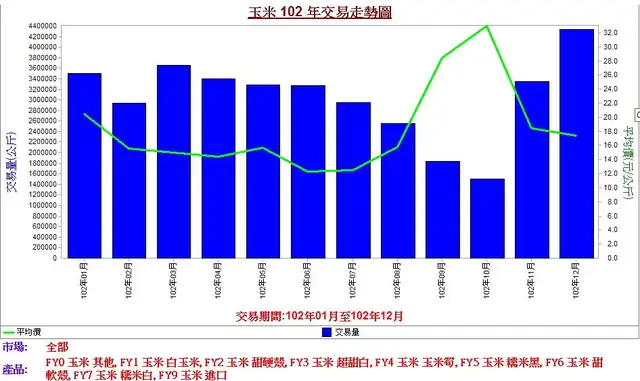 玉米 102 年交易走勢圖
4400000
4200000
4000000
3800000
3600000
3400000
3200000
3000000
2800000
2600000
2400000
2200000
2000000
1800000
1600000
1400000
1200000
1000000
800000
600000
400000
200000
0
交易量(公斤)
32.0
30.0
28.0
26.0
24.0
22.0
20.0
18.0
16.0
14.0
12.0
10.0
8.0
6.0
4.0
2.0
0.0
平均價(元/公斤)
102年01月
102年02月
102年03月
102年04月
102年05月
102年06月
102年07月
102年08月
102年09月
102年10月
102年11月
102年12月
交易期間:102年01月至102年12月
平均價 交易量
市場: 全部
產品: FY0 玉米 其他, FY1 玉米 白玉米, FY2 玉米 甜硬殼, FY3 玉米 超甜白, FY4 玉米 玉米筍, FY5 玉米 糯米黑, FY6 玉米 甜
軟殼, FY7 玉米 糯米白, FY9 玉米 進口